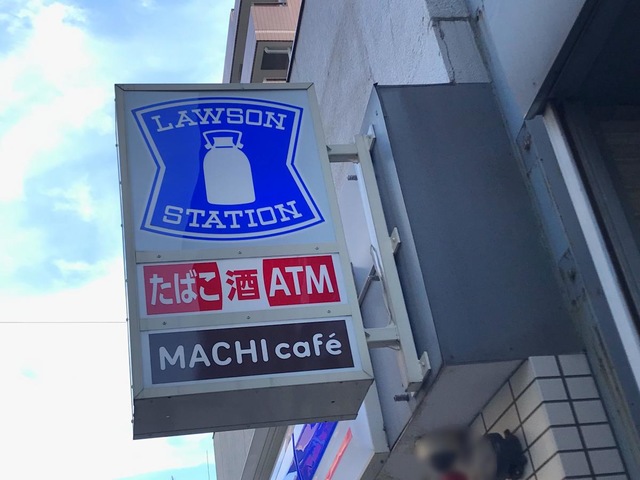 LAWSON
STATION
たばこ 酒 ATM
MACHI café